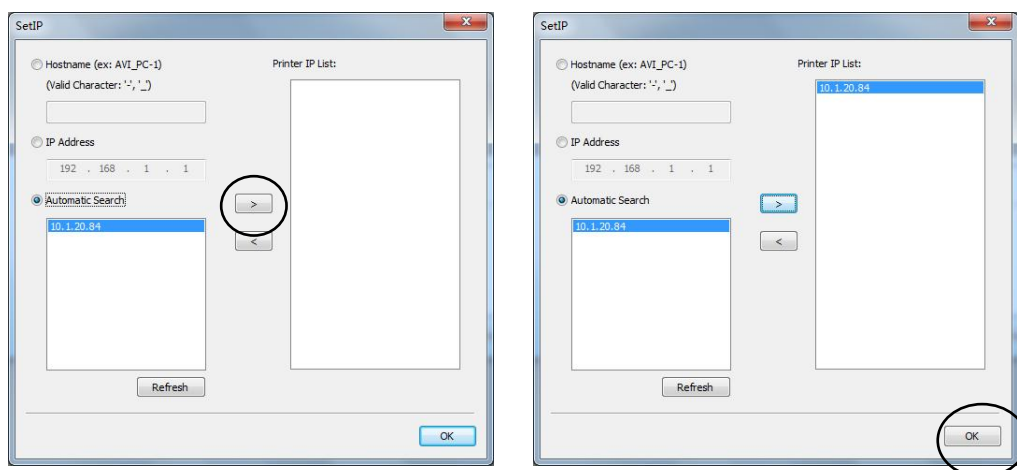 SetIP
x
Hostname (ex: AVI_PC-1)
(Valid Character: '-', '_')
IP Address
192 . 168 . 1 . 1
Automatic Search
10.1.20.84
Refresh
>
<
Printer IP List:
OK
SetIP
x
Hostname (ex: AVI_PC-1)
(Valid Character: '-', '_')
IP Address
192 . 168 . 1 . 1
Automatic Search
10.1.20.84
Refresh
>
<
Printer IP List:
10.1.20.84
OK